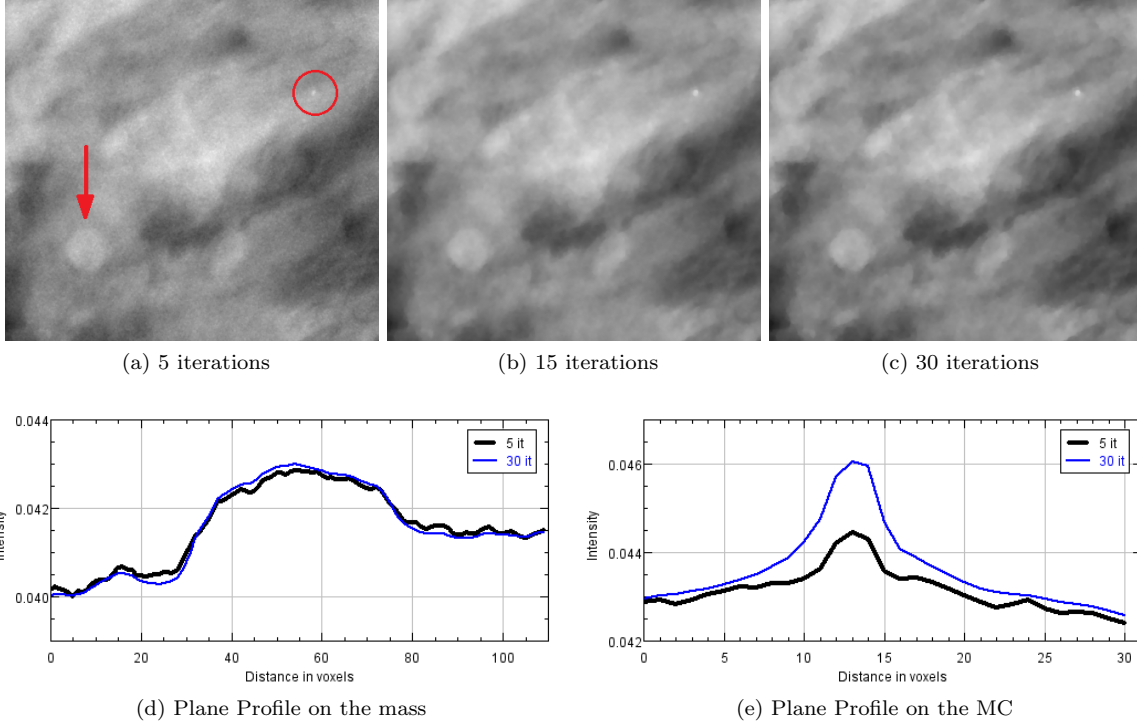 (a) 5 iterations
(b) 15 iterations
(c) 30 iterations
0.044
0.042
0.040
Intensity
5 it
30 it
0 20 40 60 80 100
Distance in voxels
(d) Plane Profile on the mass
0.046
0.044
0.042
Intensity
5 it
30 it
0 5 10 15 20 25 30
Distance in voxels
(e) Plane Profile on the MC